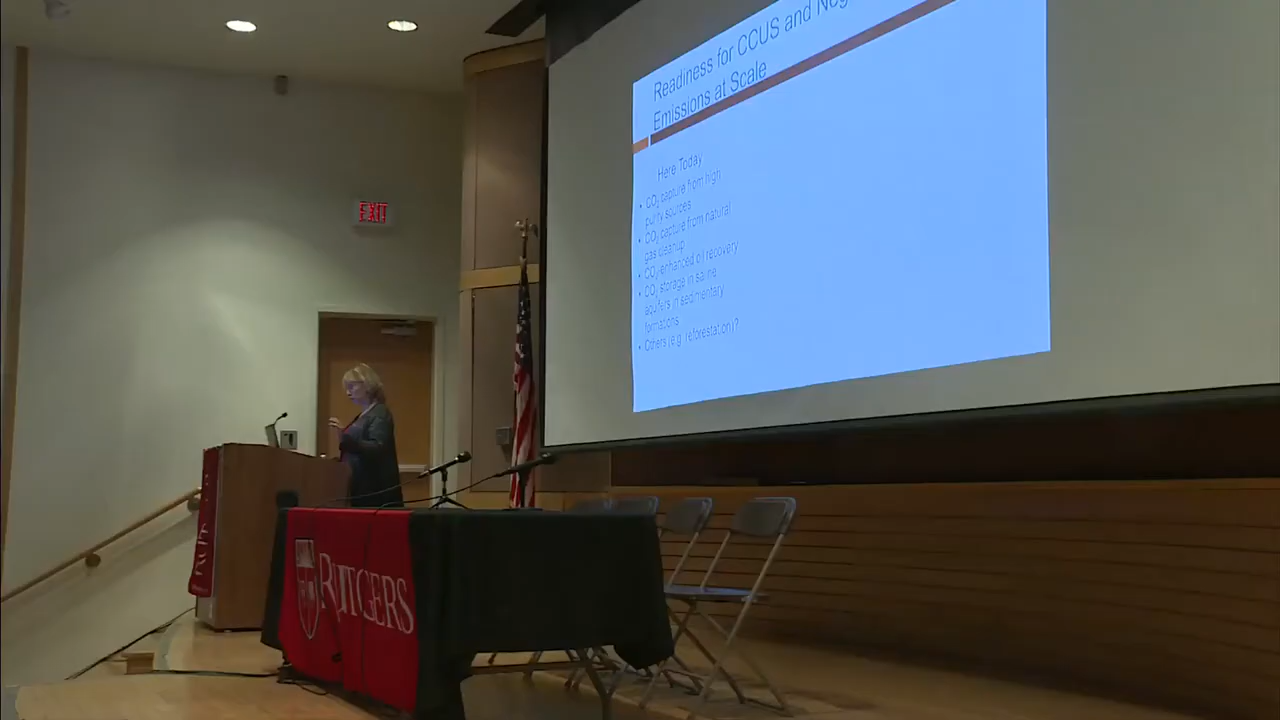 Readiness for CCUS and Neg
Emissions at Scale
Here Today
• CO2 capture from high
purity sources
• CO2 capture from natural
gas cleanup
• CO2-enhanced oil recovery
• CO2 storage in saline
aquifers in sedimentary
formations
• Others (e.g. reforestation)?
EXIT
RUTGERS